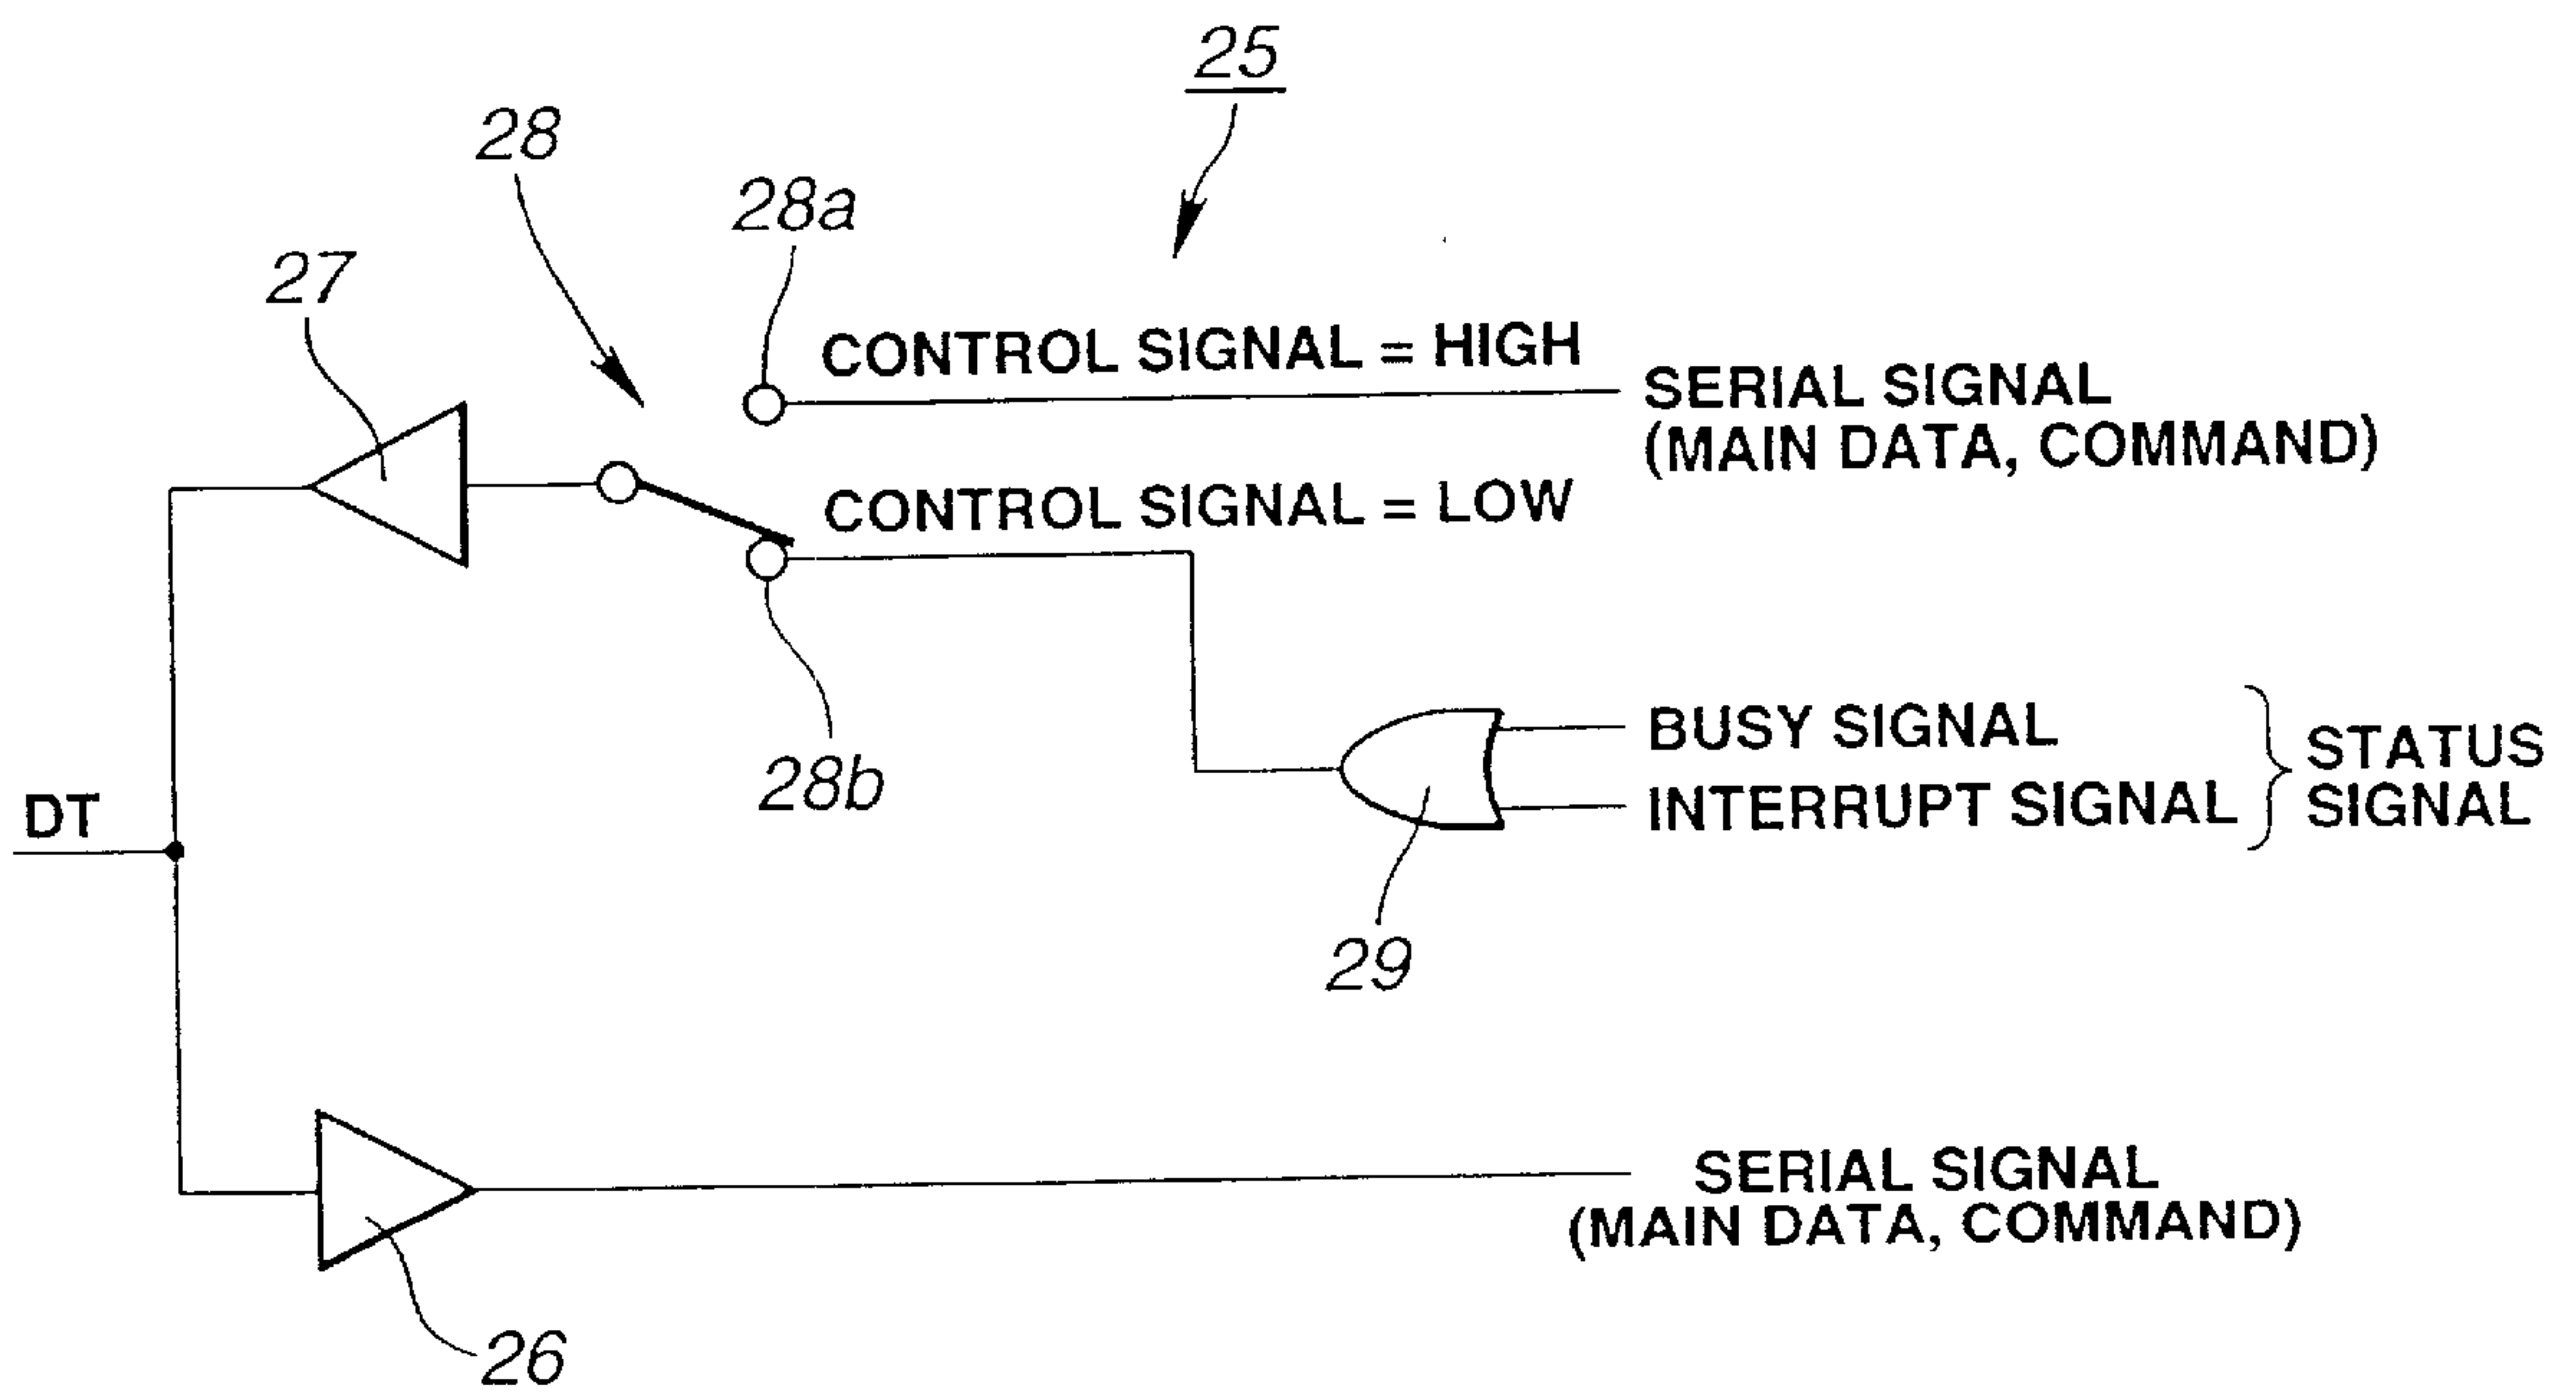 25
28
28a
27
CONTROL SIGNAL = HIGH
SERIAL SIGNAL
(MAIN DATA, COMMAND)
CONTROL SIGNAL = LOW
28b
BUSY SIGNAL
INTERRUPT SIGNAL
STATUS
SIGNAL
DT
29
SERIAL SIGNAL
(MAIN DATA, COMMAND)
26